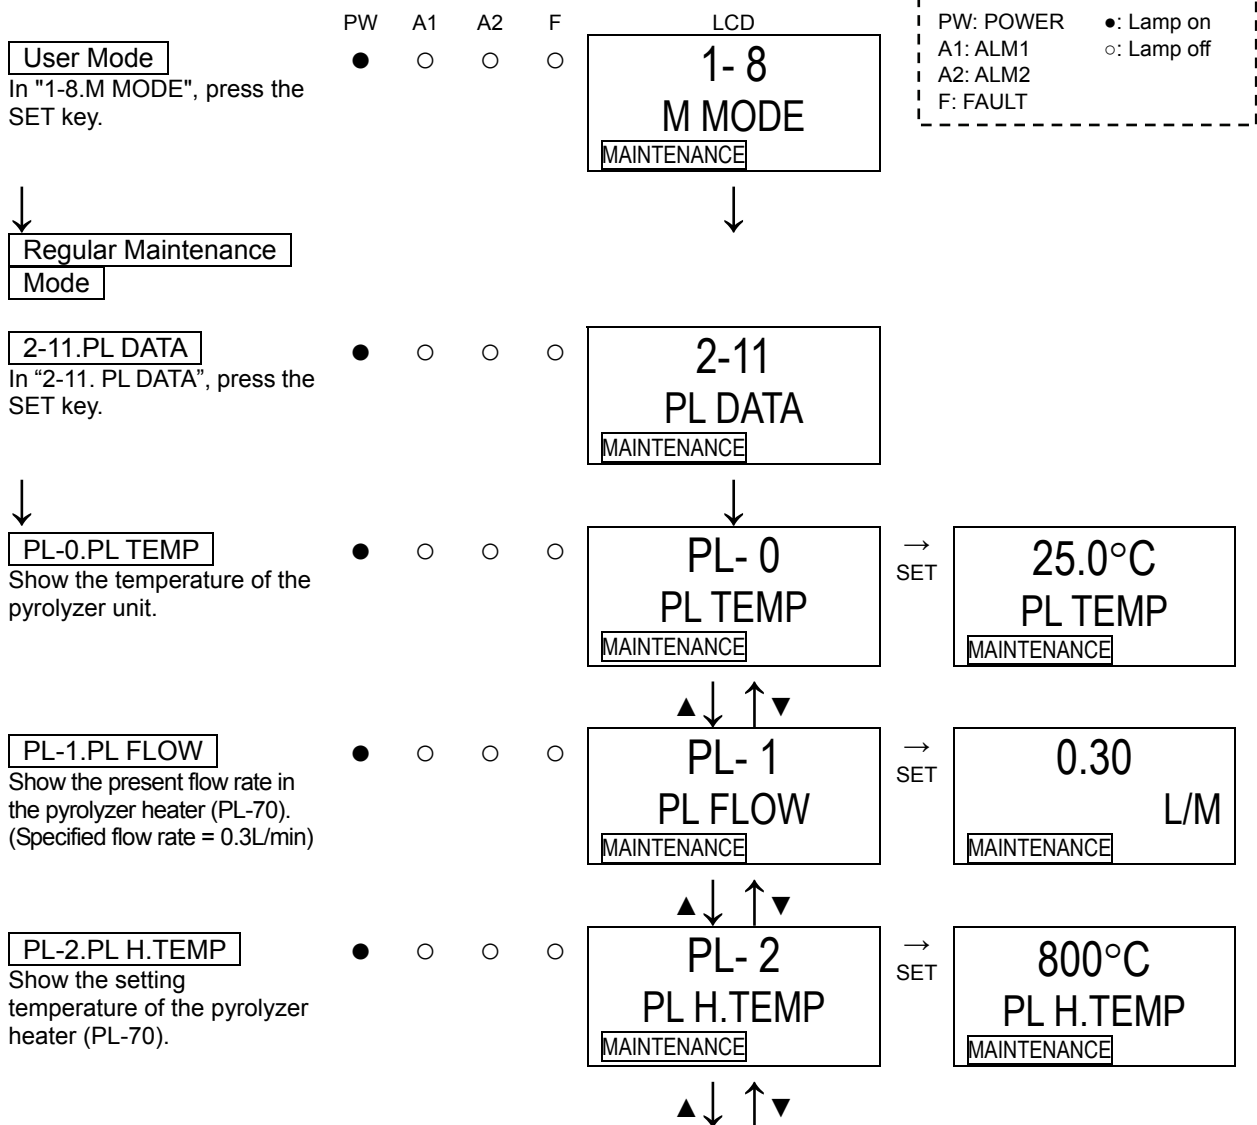 PW A1 A2 F LCD
PW: POWER ●: Lamp on
A1: ALM1 ○: Lamp off
A2: ALM2
F: FAULT
User Mode ● ○ ○ ○
In "1-8.M MODE", press the
SET key.
1- 8
M MODE
MAINTENANCE
↓ ↓
Regular Maintenance
Mode
2-11.PL DATA ● ○ ○ ○
In “2-11. PL DATA”, press the
SET key.
2-11
PL DATA
MAINTENANCE
↓ ↓
PL-0.PL TEMP ● ○ ○ ○
Show the temperature of the
pyrolyzer unit.
PL- 0
PL TEMP
MAINTENANCE
→
SET
25.0°C
PL TEMP
MAINTENANCE
▲↓ ↑▼
PL-1.PL FLOW ● ○ ○ ○
Show the present flow rate in
the pyrolyzer heater (PL-70).
(Specified flow rate = 0.3L/min)
PL- 1
PL FLOW
MAINTENANCE
→
SET
0.30
L/M
MAINTENANCE
▲↓ ↑▼
PL-2.PL H.TEMP ● ○ ○ ○
Show the setting
temperature of the pyrolyzer
heater (PL-70).
PL- 2
PL H.TEMP
MAINTENANCE
→
SET
800°C
PL H.TEMP
MAINTENANCE
▲↓ ↑▼